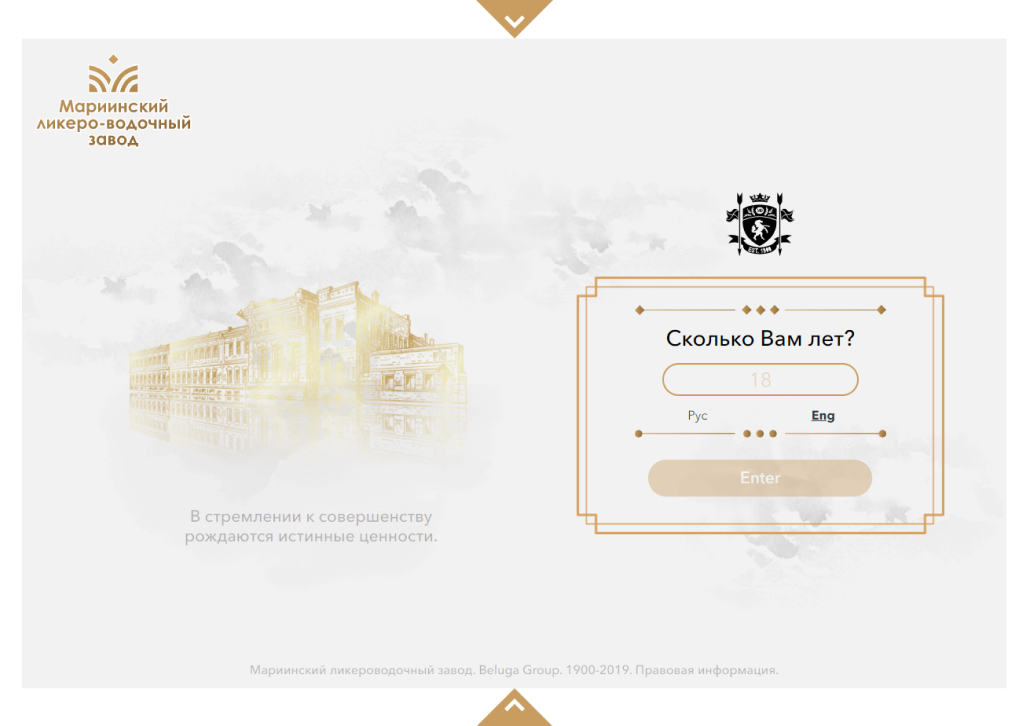 Мариинский
ликеро-водочный
завод
EST. 1900
Сколько Вам лет?
18
Рус
Eng
Enter
В стремлении к совершенству
рождаются истинные ценности.
Мариинский ликероводочный завод. Beluga Group. 1900-2019. Правовая информация.